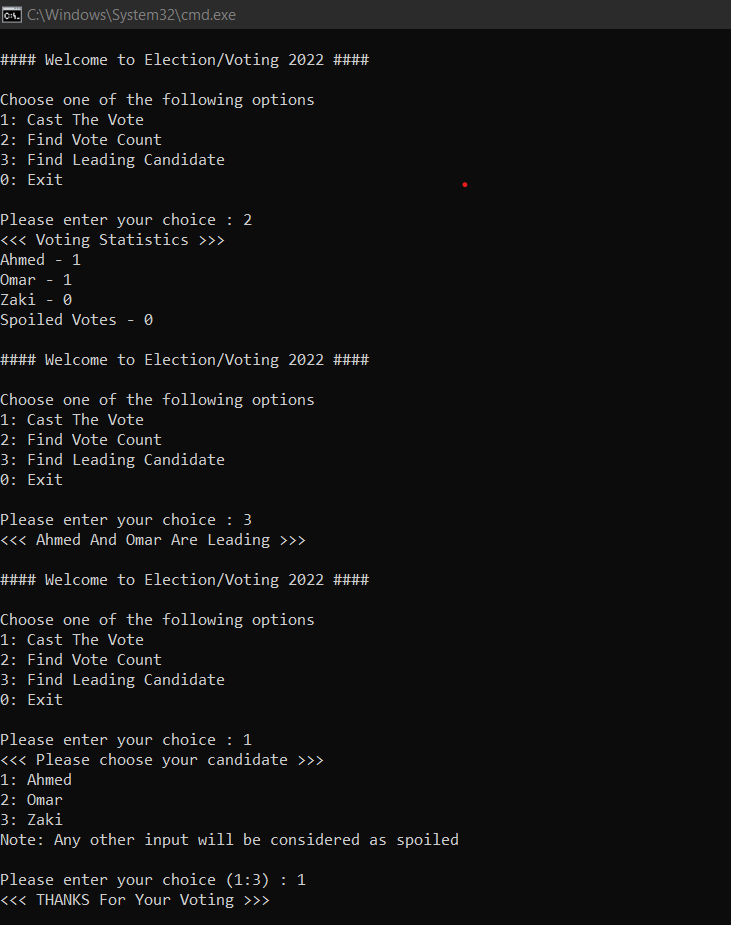 C:\Windows\System32\cmd.exe
#### Welcome to Election/Voting 2022 ####
Choose one of the following options
1: Cast The Vote
2: Find Vote Count
3: Find Leading Candidate
0: Exit
Please enter your choice : 2
<<< Voting Statistics >>>
Ahmed - 1
Omar - 1
Zaki - 0
Spoiled Votes - 0
#### Welcome to Election/Voting 2022 ####
Choose one of the following options
1: Cast The Vote
2: Find Vote Count
3: Find Leading Candidate
0: Exit
Please enter your choice : 3
<<< Ahmed And Omar Are Leading >>>
#### Welcome to Election/Voting 2022 ####
Choose one of the following options
1: Cast The Vote
2: Find Vote Count
3: Find Leading Candidate
0: Exit
Please enter your choice : 1
<<< Please choose your candidate >>>
1: Ahmed
2: Omar
3: Zaki
Note: Any other input will be considered as spoiled
Please enter your choice (1:3) : 1
<<< THANKS For Your Voting >>>